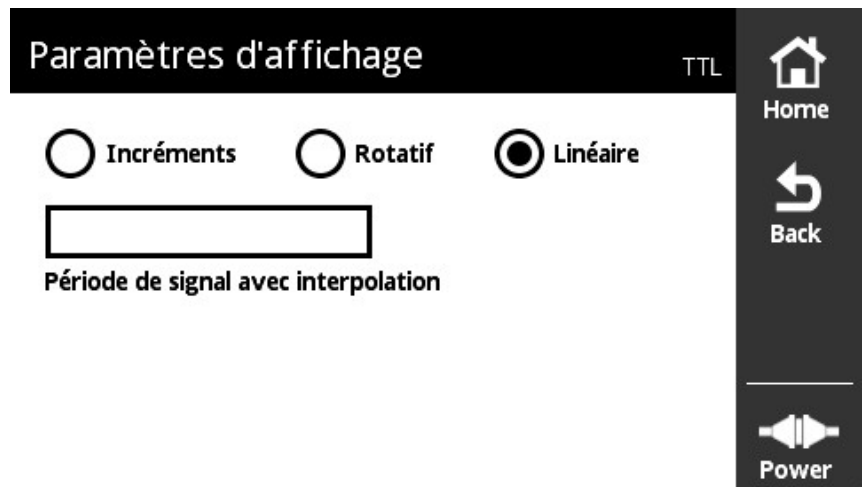 Paramètres d'affichage
TTL
Home
Incréments
Rotatif
Linéaire
Back
Période de signal avec interpolation
Power